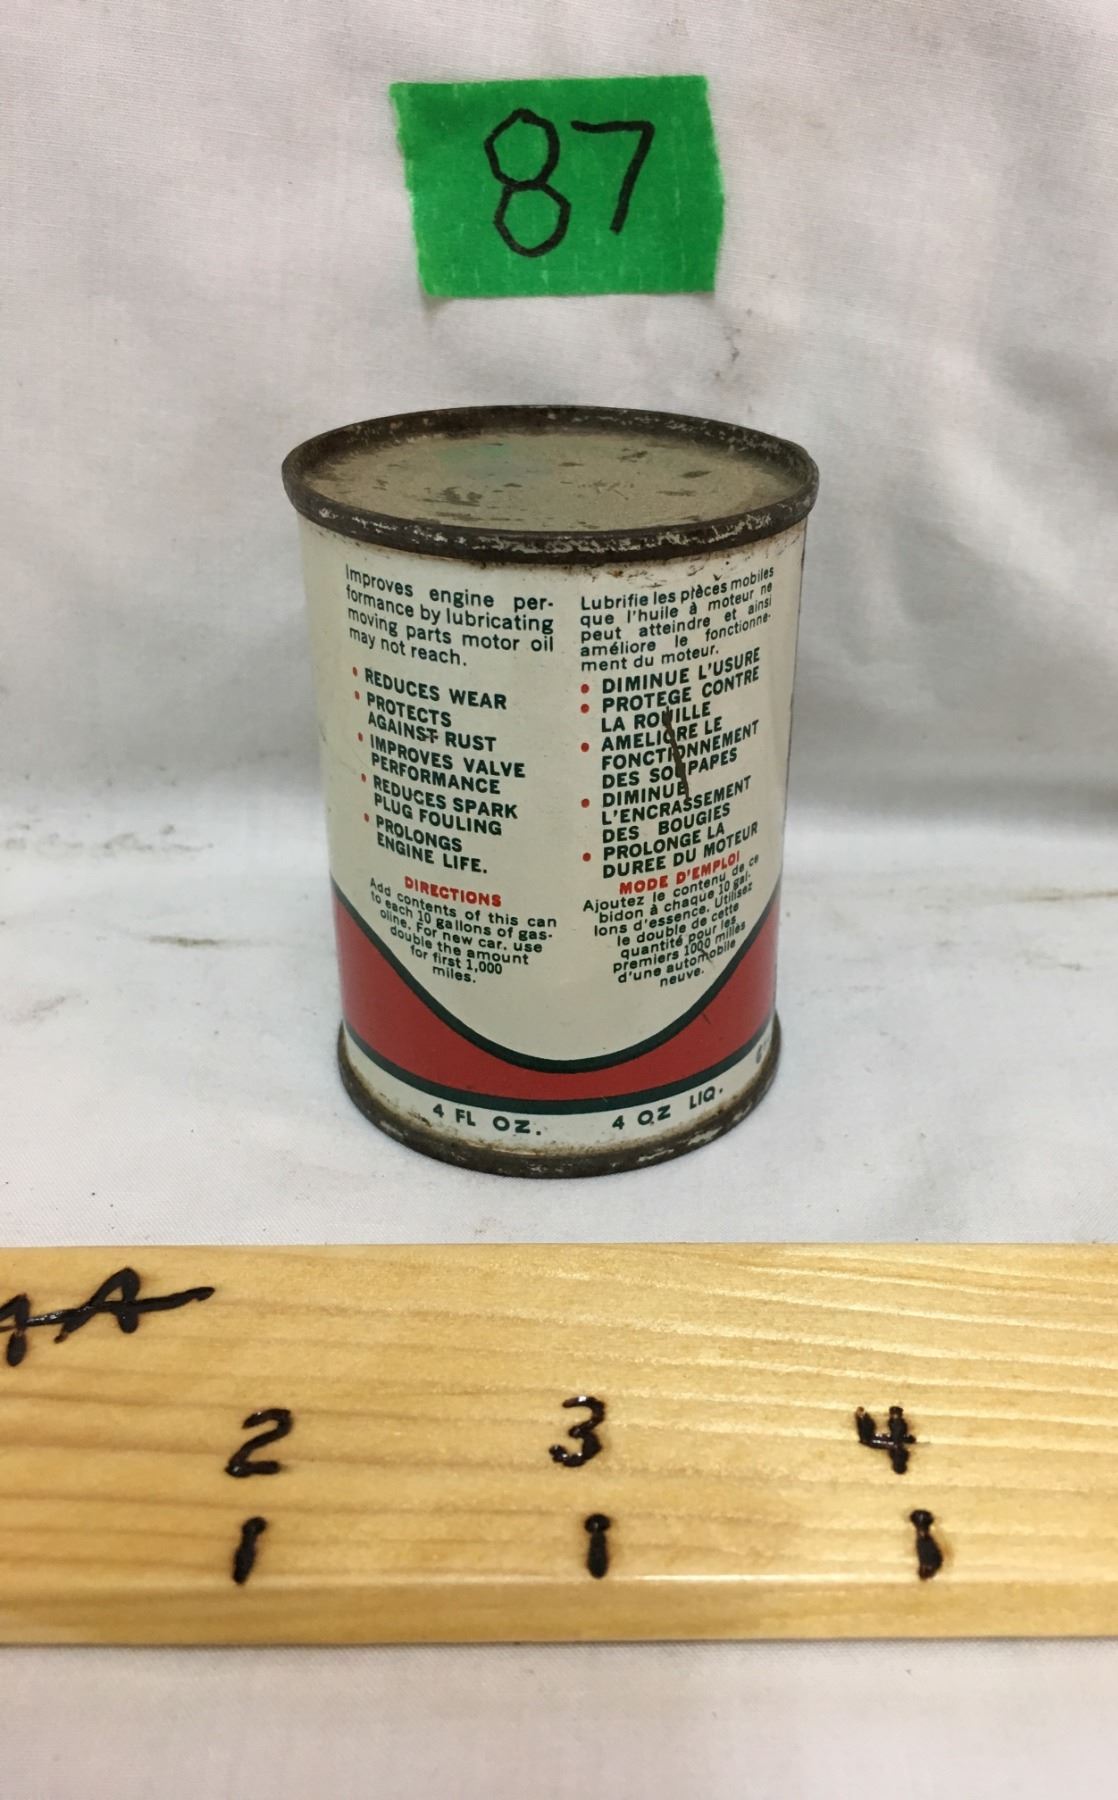 87
Improves engine per-
formance by lubricating
moving parts motor oil
may not reach.
• REDUCES WEAR
• PROTECTS
AGAINST RUST
• IMPROVES VALVE
PERFORMANCE
• REDUCES SPARK
PLUG FOULING
• PROLONGS
ENGINE LIFE.
DIRECTIONS
Add contents of this can
to each 10 gallons of gas-
oline. For new car, use
double the amount
for first 1,000
miles.
Lubrifie les pièces mobiles
que l'huile à moteur ne
peut atteindre et ainsi
améliore le fonctionne-
ment du moteur.
• DIMINUE L'USURE
• PROTEGE CONTRE
LA ROUILLE
• AMELIORE LE
FONCTIONNEMENT
DES SOUPAPES
• DIMINUE
L'ENCRASSEMENT
DES BOUGIES
• PROLONGE LA
DUREE DU MOTEUR
MODE D'EMPLOI
Ajoutez le contenu de ce
bidon à chaque 10 gal-
lons d'essence. Utilisez
le double de cette
quantité pour les
premiers 1000 milles
d'une automobile
neuve.
4 FL OZ. 4 OZ LIQ.
2 3 4